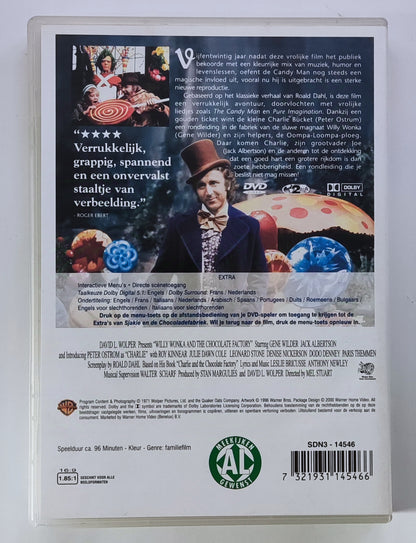 Vijfentwintig jaar nadat deze vrolijke film het publiek
bekoorde met een kleurrijke mix van muziek, humor en
levenslessen, oefent de Candy Man nog steeds een
magische invloed uit, vooral nu hij is uitgebracht in een sterke
nieuwe reproductie.
Gebaseerd op het klassieke verhaal van Roald Dahl, is deze film
een verrukkelijk avontuur, doorvlochten met vrolijke
songs zoals The Candy Man en Pure Imagination. Dankzij een
gouden ticket wint de kleine Charlie Bucket (Peter Ostrum) een
rondleiding in de fabriek van de sluwe magnaat Willy Wonka
(Gene Wilder) en zijn helpers, de Oompa-Loompa-ploeg.
Daar komen Charlie, zijn grootvader Joe
(Jack Albertson) en de anderen tot de ontdekking
dat een goed hart een grotere rijkdom is dan
zoete hebberigheid. Een rondleiding die je
beslist niet mag missen!
"★★★★
Verrukkelijk,
grappig, spannend
en een onvervalst
staaltje van
verbeelding."
- ROGER EBERT
DVD
DOLBY
DIGITAL
EXTRA
Interactieve Menu's • Directe scènetoegang
Taalkeuze Dolby Digital 5.1: Engels / Dolby Surround: Frans / Nederlands
Ondertiteling: Engels / Frans / Italiaans / Nederlands / Arabisch / Spaans / Portugees / Duits / Roemeens / Bulgaars
Engels voor slechthorenden / Italiaans voor slechthorenden
Druk op de menu-toets op de afstandsbediening van je DVD-speler om toegang te krijgen tot de
Extra's van Sjakie en de Chocoladefabriek. Wil je terug naar de film, druk de menu-toets opnieuw in.
DAVID L. WOLPER Presents "WILLY WONKA AND THE CHOCOLATE FACTORY" Starring GENE WILDER JACK ALBERTSON
and Introducing PETER OSTRUM as "CHARLIE" with ROY KINNEAR JULIE DAWN COLE LEONARD STONE DENISE NICKERSON DODO DENNEY PARIS THEMMEN
Screenplay by ROALD DAHL Based on His Book "Charlie and the Chocolate Factory" Lyrics and Music LESLIE BRICUSSE ANTHONY NEWLEY
Musical Supervision WALTER SCHARF Produced by STAN MARGULIES and DAVID L. WOLPER Directed by MEL STUART
Speelduur ca. 96 Minuten - Kleur - Genre: familiefilm
MEEKIJKEN
AL
GEWENST
SDN3 - 14546
7 321931 145466
16:9
1.85:1
GESCHIKT VOOR ALLE
BEELDFORMATEN